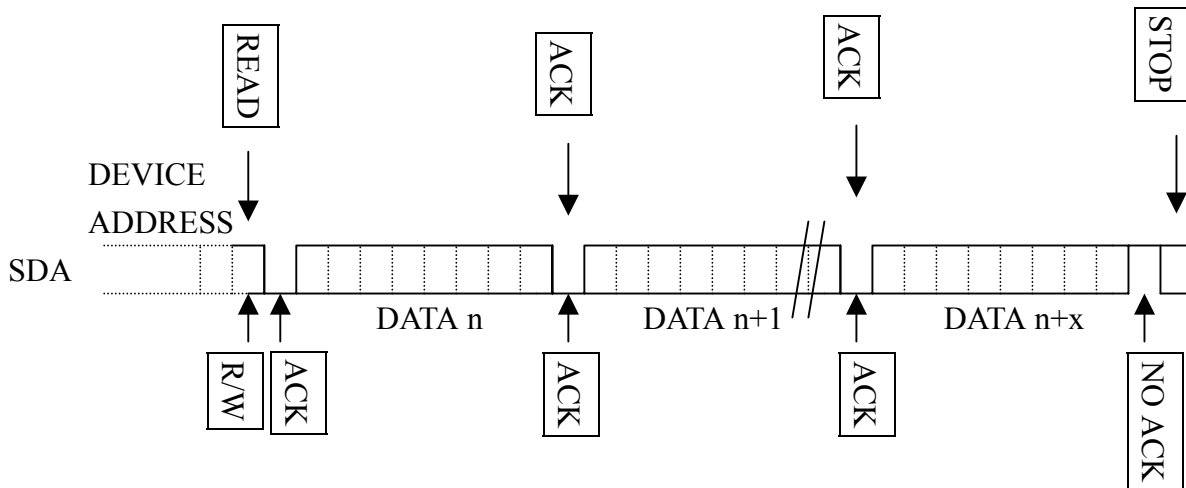 READ
ACK
ACK
STOP
DEVICE
ADDRESS
SDA
DATA n
DATA n+1
DATA n+x
R/W
ACK
ACK
ACK
NO ACK